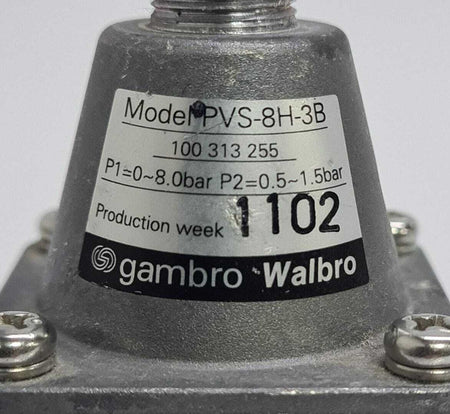 Model PVS-8H-3B
100 313 255
P1=0~8.0bar P2=0.5~1.5bar
Production week 1102
gambro Walbro